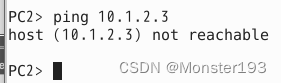 PC2> ping 10.1.2.3
host (10.1.2.3) not reachable
PC2>
CSDN @Monster193